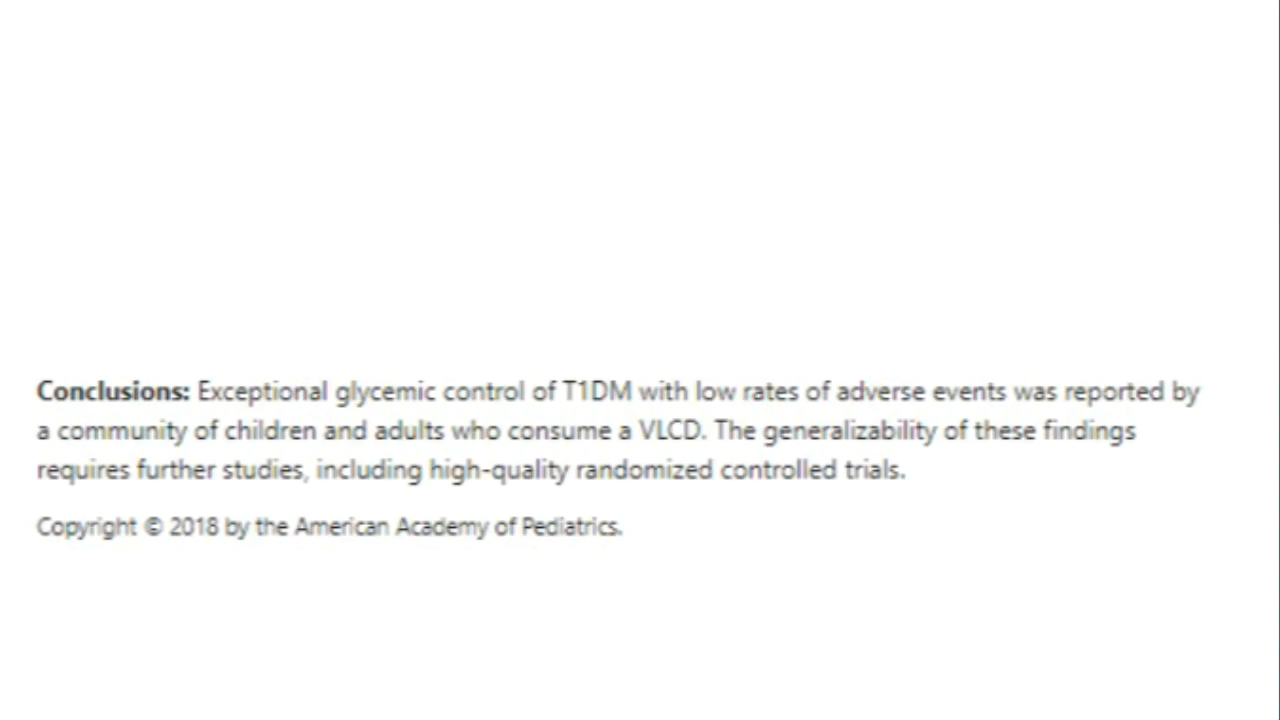 Conclusions: Exceptional glycemic control of T1DM with low rates of adverse events was reported by
a community of children and adults who consume a VLCD. The generalizability of these findings
requires further studies, including high-quality randomized controlled trials.
Copyright © 2018 by the American Academy of Pediatrics.